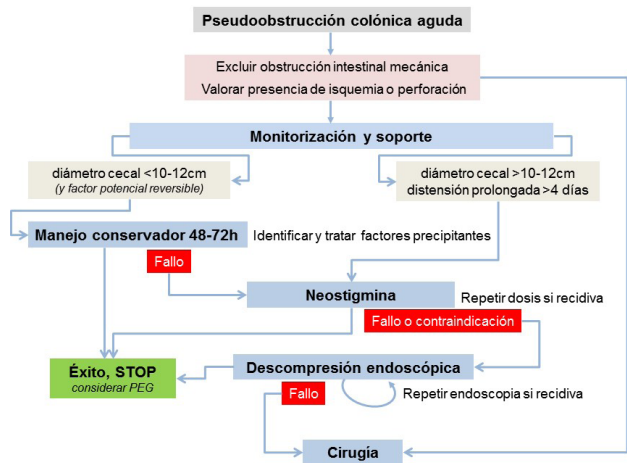 Pseudoobstrucción colónica aguda
Excluir obstrucción intestinal mecánica
Valorar presencia de isquemia o perforación
Monitorización y soporte
diámetro cecal <10-12cm
(y factor potencial reversible)
diámetro cecal >10-12cm
distensión prolongada >4 días
Manejo conservador 48-72h
Identificar y tratar factores precipitantes
Fallo
Neostigmina
Repetir dosis si recidiva
Fallo o contraindicación
Éxito, STOP
considerar PEG
Descompresión endoscópica
Fallo
Repetir endoscopia si recidiva
Cirugía